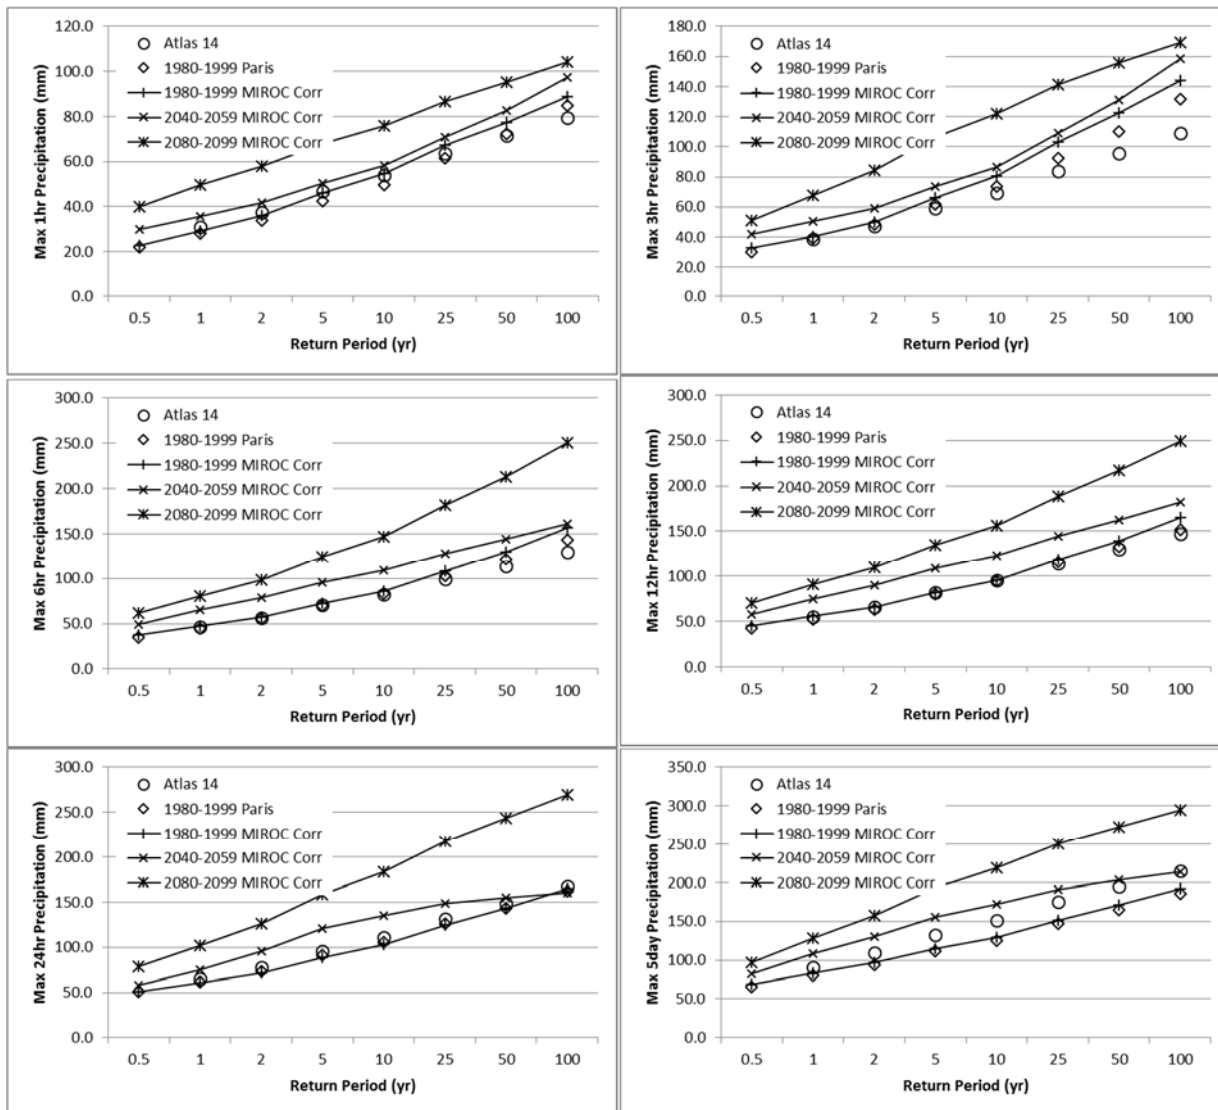 120.0
100.0
80.0
60.0
40.0
20.0
0.0
Max 1hr Precipitation (mm)
Atlas 14
1980-1999 Paris
1980-1999 MIROC Corr
2040-2059 MIROC Corr
2080-2099 MIROC Corr
0.5 1 2 5 10 25 50 100
Return Period (yr)
180.0
160.0
140.0
120.0
100.0
80.0
60.0
40.0
20.0
0.0
Max 3hr Precipitation (mm)
Atlas 14
1980-1999 Paris
1980-1999 MIROC Corr
2040-2059 MIROC Corr
2080-2099 MIROC Corr
0.5 1 2 5 10 25 50 100
Return Period (yr)
300.0
250.0
200.0
150.0
100.0
50.0
0.0
Max 6hr Precipitation (mm)
Atlas 14
1980-1999 Paris
1980-1999 MIROC Corr
2040-2059 MIROC Corr
2080-2099 MIROC Corr
0.5 1 2 5 10 25 50 100
Return Period (yr)
300.0
250.0
200.0
150.0
100.0
50.0
0.0
Max 12hr Precipitation (mm)
Atlas 14
1980-1999 Paris
1980-1999 MIROC Corr
2040-2059 MIROC Corr
2080-2099 MIROC Corr
0.5 1 2 5 10 25 50 100
Return Period (yr)
300.0
250.0
200.0
150.0
100.0
50.0
0.0
Max 24hr Precipitation (mm)
Atlas 14
1980-1999 Paris
1980-1999 MIROC Corr
2040-2059 MIROC Corr
2080-2099 MIROC Corr
0.5 1 2 5 10 25 50 100
Return Period (yr)
350.0
300.0
250.0
200.0
150.0
100.0
50.0
0.0
Max 5day Precipitation (mm)
Atlas 14
1980-1999 Paris
1980-1999 MIROC Corr
2040-2059 MIROC Corr
2080-2099 MIROC Corr
0.5 1 2 5 10 25 50 100
Return Period (yr)